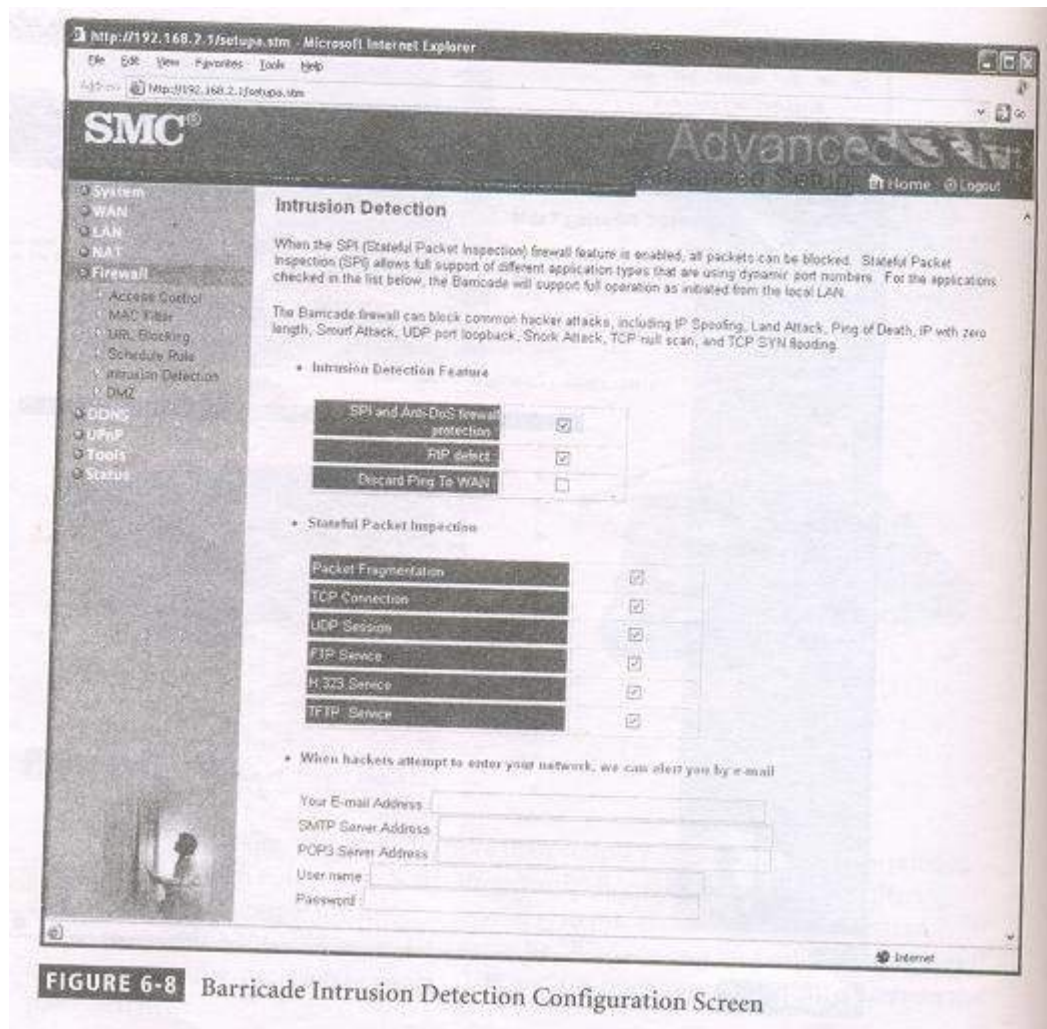 http://192.168.2.1/setupa.stm - Microsoft Internet Explorer
File Edit View Favorites Tools Help
Address http://192.168.2.1/setupa.stm
Go
SMC®
Advanced Setup
Home Logout
System
WAN
LAN
NAT
Firewall
Access Control
MAC Filter
URL Blocking
Schedule Rule
Intrusion Detection
DMZ
DDNS
UPnP
Tools
Status
Intrusion Detection
When the SPI (Stateful Packet Inspection) firewall feature is enabled, all packets can be blocked. Stateful Packet
Inspection (SPI) allows full support of different application types that are using dynamic port numbers. For the applications
checked in the list below, the Barricade will support full operation as initiated from the local LAN.
The Barricade firewall can block common hacker attacks, including IP Spoofing, Land Attack, Ping of Death, IP with zero
length, Smurf Attack, UDP port loopback, Snork Attack, TCP null scan, and TCP SYN flooding.
• Intrusion Detection Feature
SPI and Anti-DoS firewall
protection
RIP defect
Discard Ping To WAN
• Stateful Packet Inspection
Packet Fragmentation
TCP Connection
UDP Session
FTP Service
H.323 Service
TFTP Service
• When hackers attempt to enter your network, we can alert you by e-mail
Your E-mail Address :
SMTP Server Address :
POP3 Server Address :
User name :
Password :
Internet
FIGURE 6-8 Barricade Intrusion Detection Configuration Screen